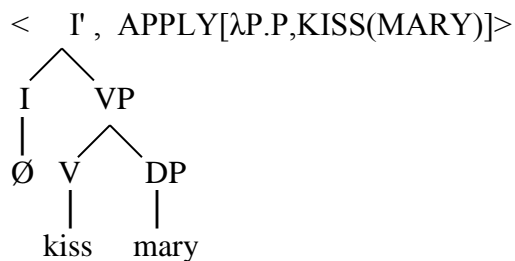 < I' , APPLY[λP.P,KISS(MARY)]>
I VP
Ø V DP
kiss mary